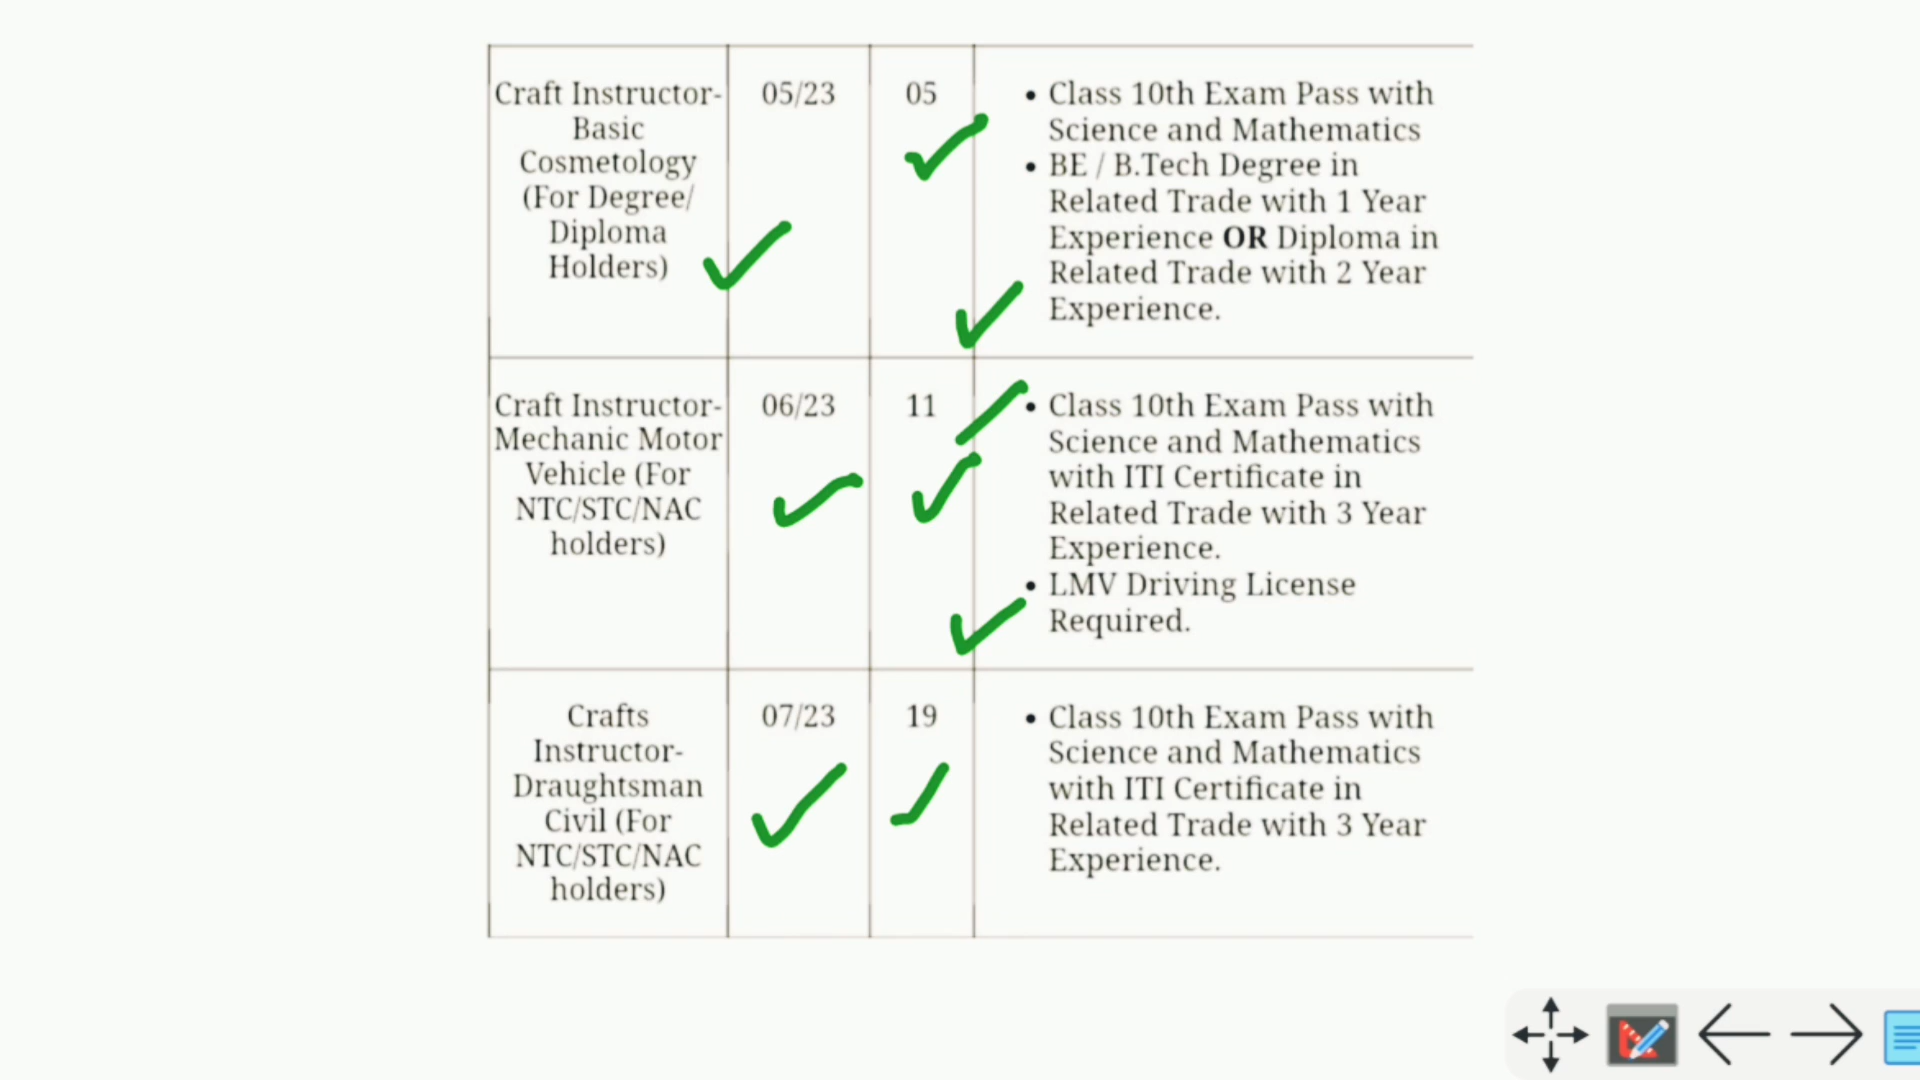 Craft Instructor-
Basic
Cosmetology
(For Degree/
Diploma
Holders)
05/23
05
• Class 10th Exam Pass with
Science and Mathematics
• BE / B.Tech Degree in
Related Trade with 1 Year
Experience OR Diploma in
Related Trade with 2 Year
Experience.
Craft Instructor-
Mechanic Motor
Vehicle (For
NTC/STC/NAC
holders)
06/23
11
• Class 10th Exam Pass with
Science and Mathematics
with ITI Certificate in
Related Trade with 3 Year
Experience.
• LMV Driving License
Required.
Crafts
Instructor-
Draughtsman
Civil (For
NTC/STC/NAC
holders)
07/23
19
• Class 10th Exam Pass with
Science and Mathematics
with ITI Certificate in
Related Trade with 3 Year
Experience.